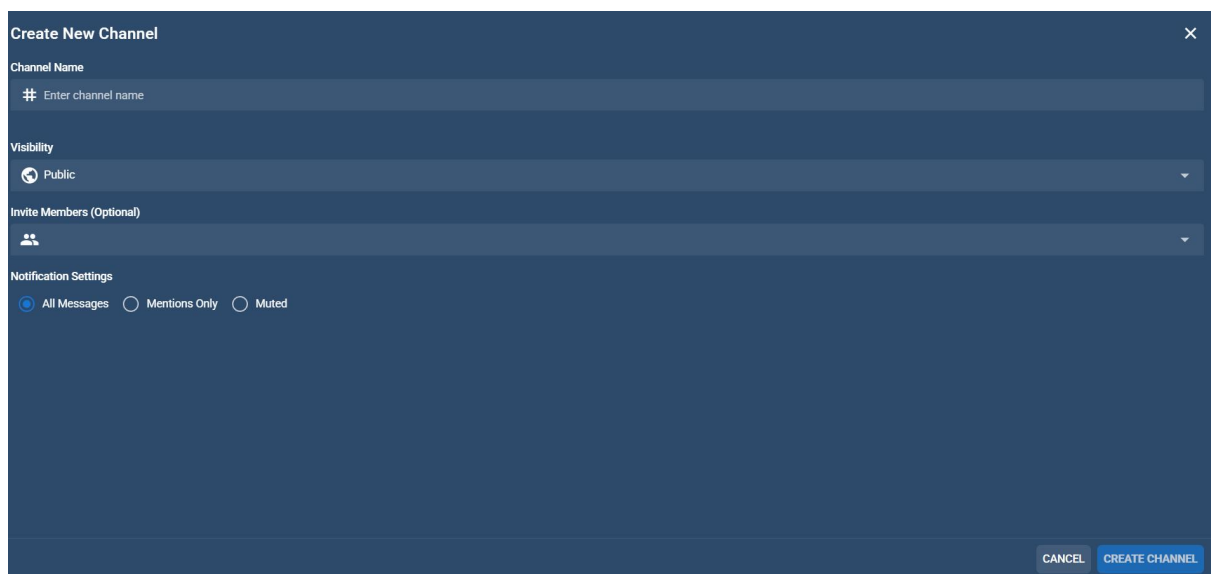 Create New Channel
Channel Name
# Enter channel name
Visibility
Public
Invite Members (Optional)
Notification Settings
All Messages Mentions Only Muted
CANCEL CREATE CHANNEL